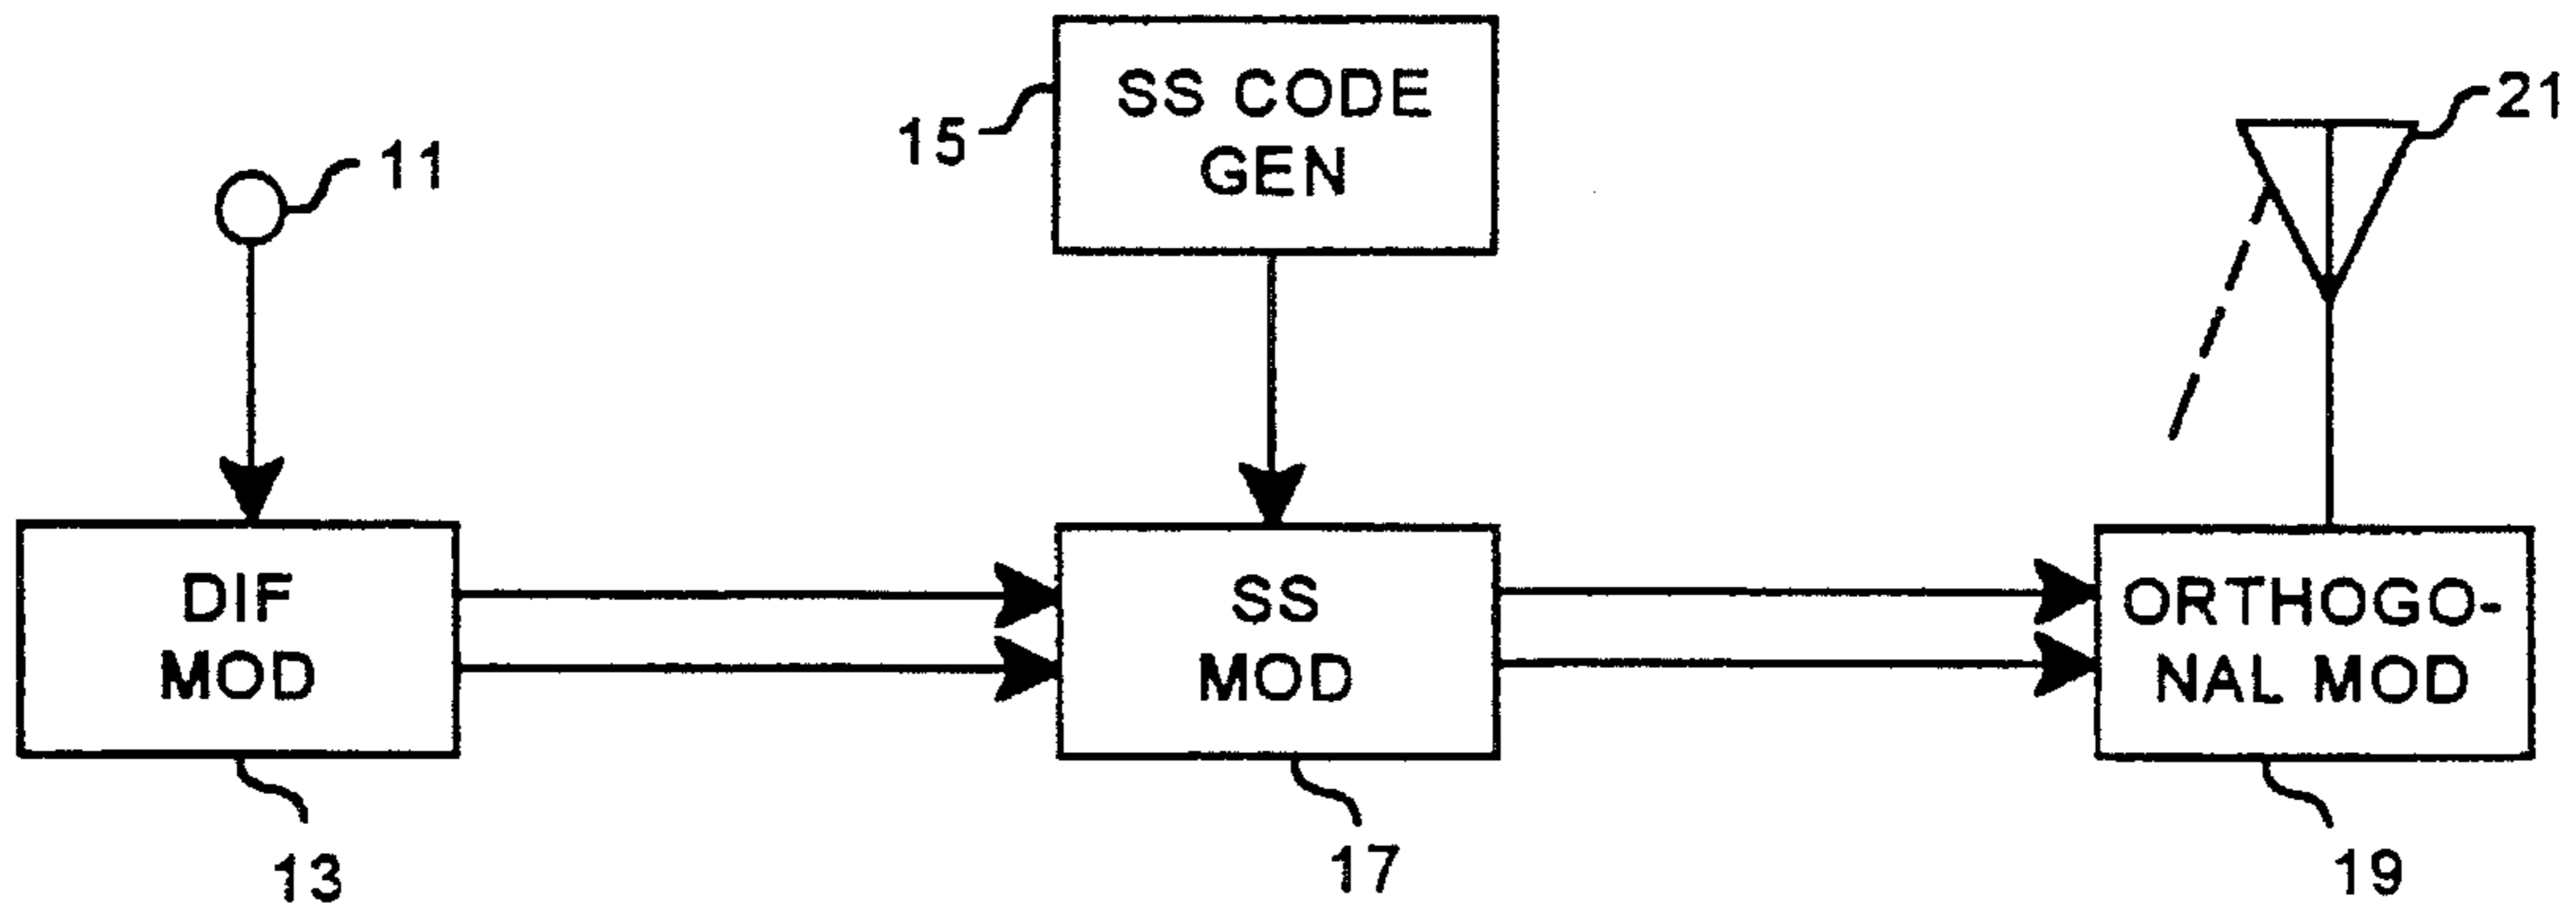 SS CODE
GEN
15
21
11
DIF
MOD
SS
MOD
ORTHOGO-
NAL MOD
13
17
19